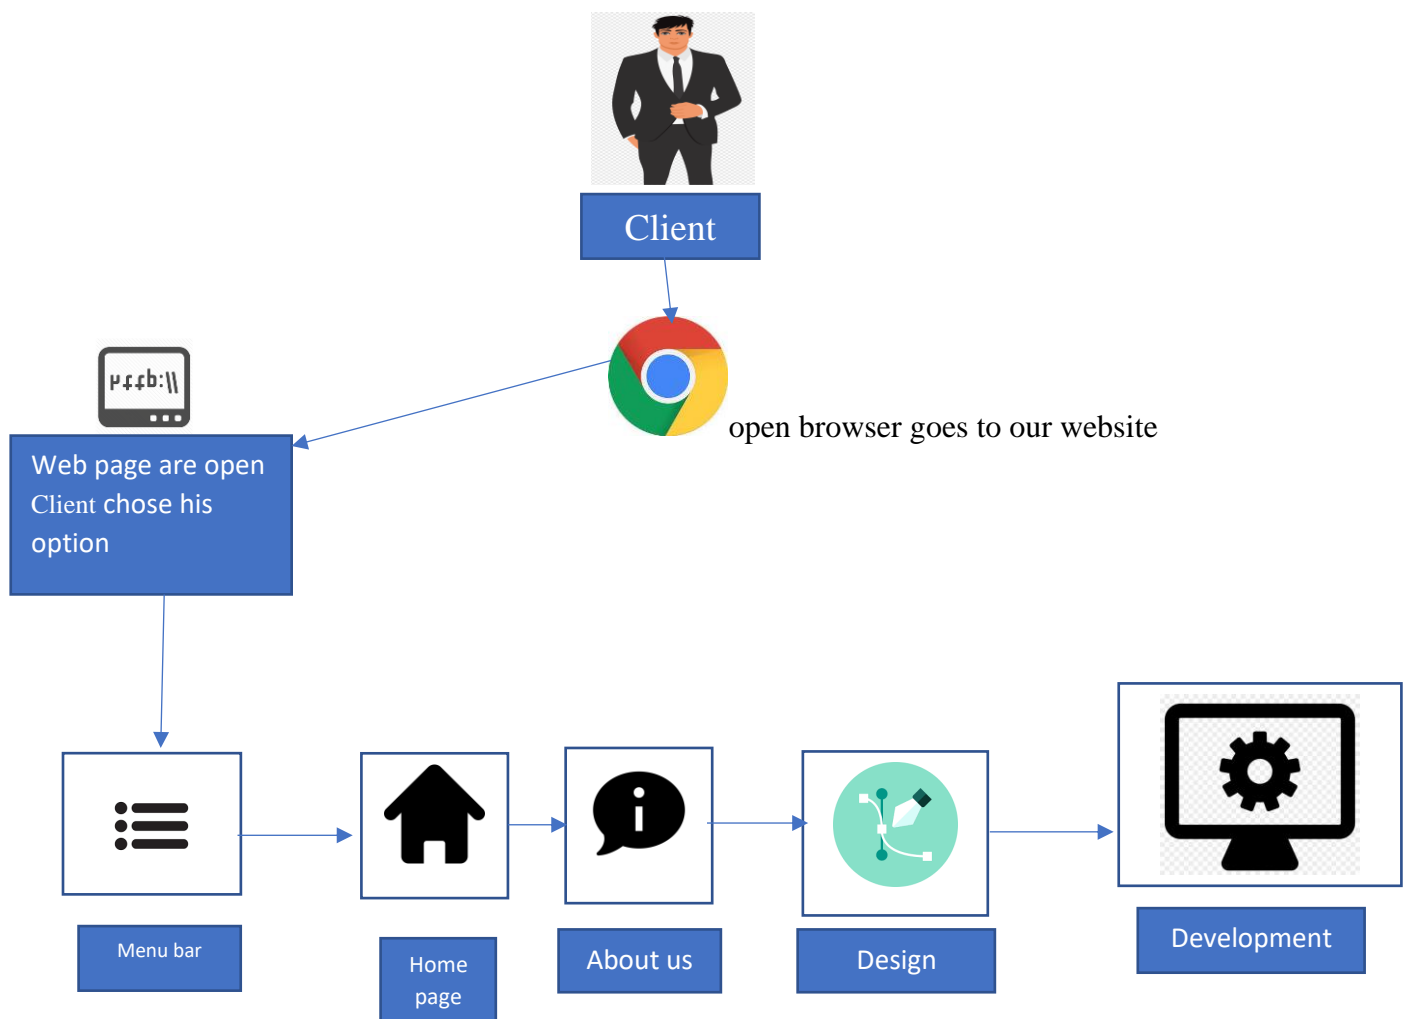 Client
open browser goes to our website
Web page are open
Client chose his
option
Menu bar
Home
page
About us
Design
Development